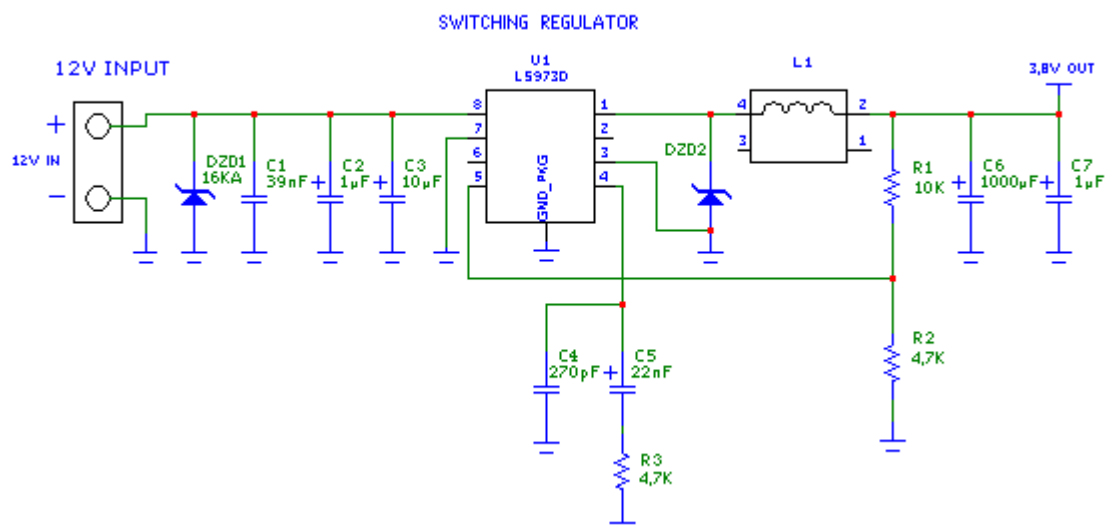 SWITCHING REGULATOR
12V INPUT
U1
L5973D
L1
3,8V OUT
+
12V IN
−
DZD1
16KA
C1
39nF
+
C2
1µF
+
C3
10µF
8
7
6
5
1
2
3
4
GND_PKG
DZD2
4
3
2
1
R1
10K
+
C6
1000µF
+
C7
1µF
C4
270pF
+
C5
22nF
R2
4,7K
R3
4,7K